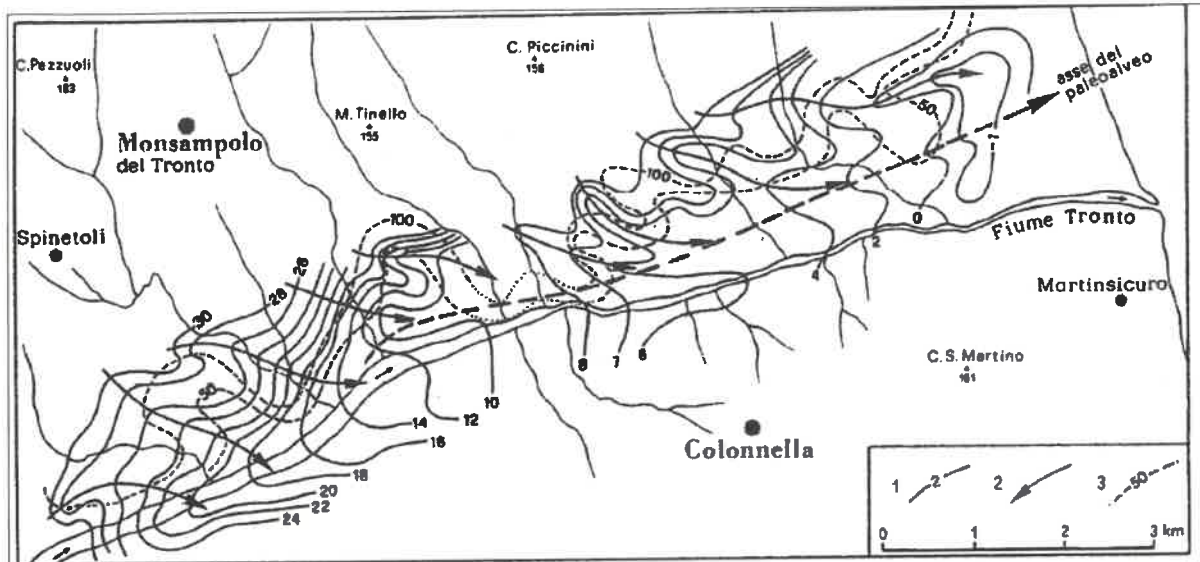 C. Pezzuoli
183
Monsampolo
del Tronto
M. Tinello
155
C. Piccinini
156
Spinetoli
asse del
paleoalveo
Fiume Tronto
Martinsicuro
C. S. Martino
161
Colonnella
100
100
50
50
30
28
26
24
22
20
18
16
14
12
10
8
7
6
4
2
0
1 2 2 3 50
0 1 2 3 km